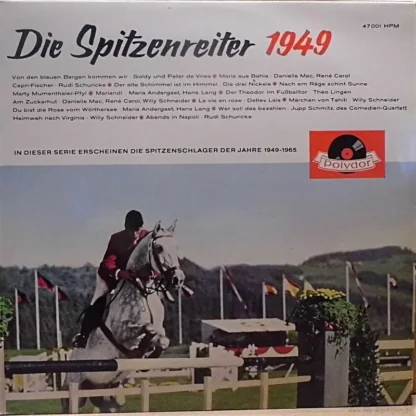 47001 HPM
Die Spitzenreiter 1949
Von den blauen Bergen kommen wir · Goldy und Peter de Vries ● Maria aus Bahia · Danielle Mac, René Carol
Capri-Fischer · Rudi Schuricke ● Der alte Schimmel ist im Himmel · Die drei Nickels ● Nach em Räge schint Sunne
Marty Mumenthaler-Pfyl ● Mariandl · Maria Andergast, Hans Lang ● Der Theodor im Fußballtor · Theo Lingen
Am Zuckerhut · Danielle Mac, René Carol, Willy Schneider ● La vie en rose · Detlev Lais ● Märchen von Tahiti · Willy Schneider
Du bist die Rose vom Wörthersee · Maria Andergast, Hans Lang ● Wer soll das bezahlen · Jupp Schmitz, das Comedien-Quartett
Heimweh nach Virginia · Willy Schneider ● Abends in Napoli · Rudi Schuricke
IN DIESER SERIE ERSCHEINEN DIE SPITZENSCHLAGER DER JAHRE 1949-1965
Polydor